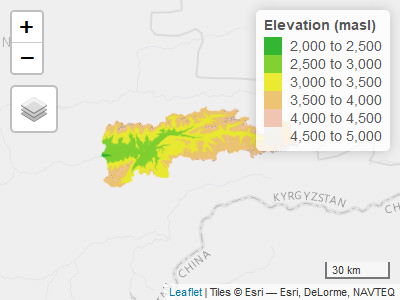 +
−
Elevation (masl)
2,000 to 2,500
2,500 to 3,000
3,000 to 3,500
3,500 to 4,000
4,000 to 4,500
4,500 to 5,000
KYRGYZSTAN
CH
CHINA
30 km
Leaflet | Tiles © Esri — Esri, DeLorme, NAVTEQ